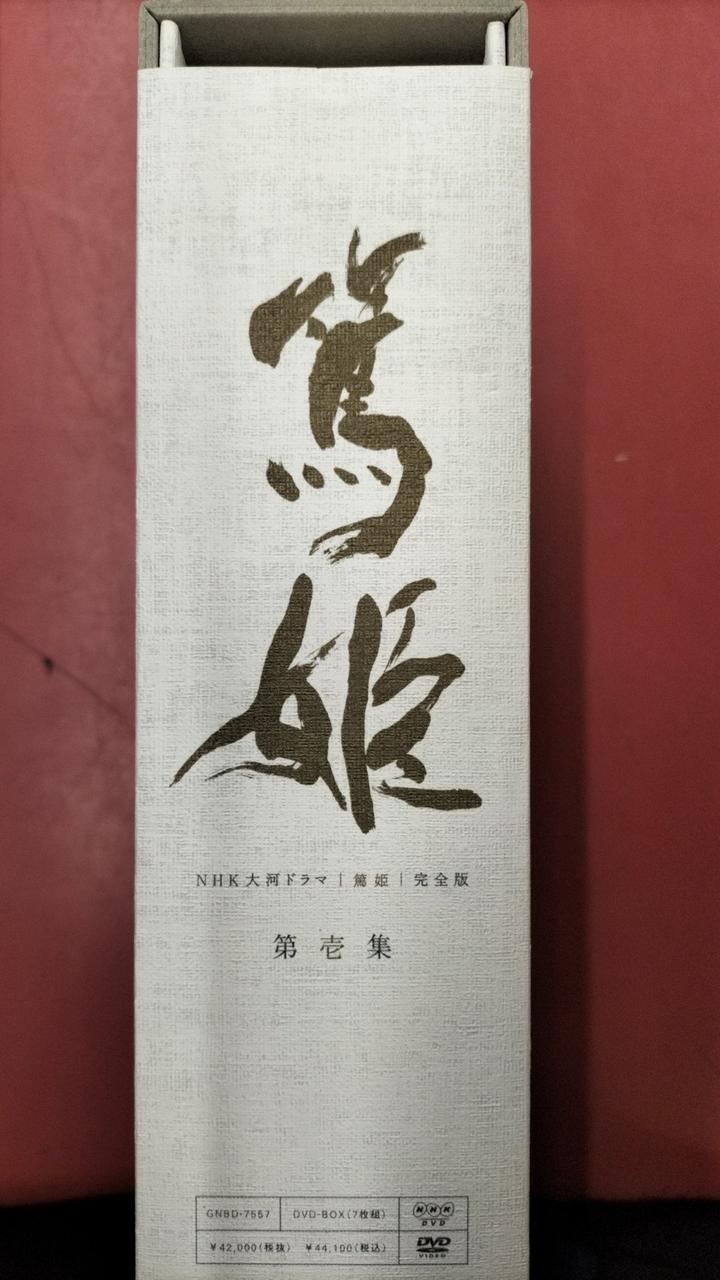 篤姫
NHK大河ドラマ|篤姫|完全版
第壱集
GNBD-7557 DVD-BOX(7枚組) NHK DVD
¥42,000(税抜) ¥44,100(税込) DVD VIDEO